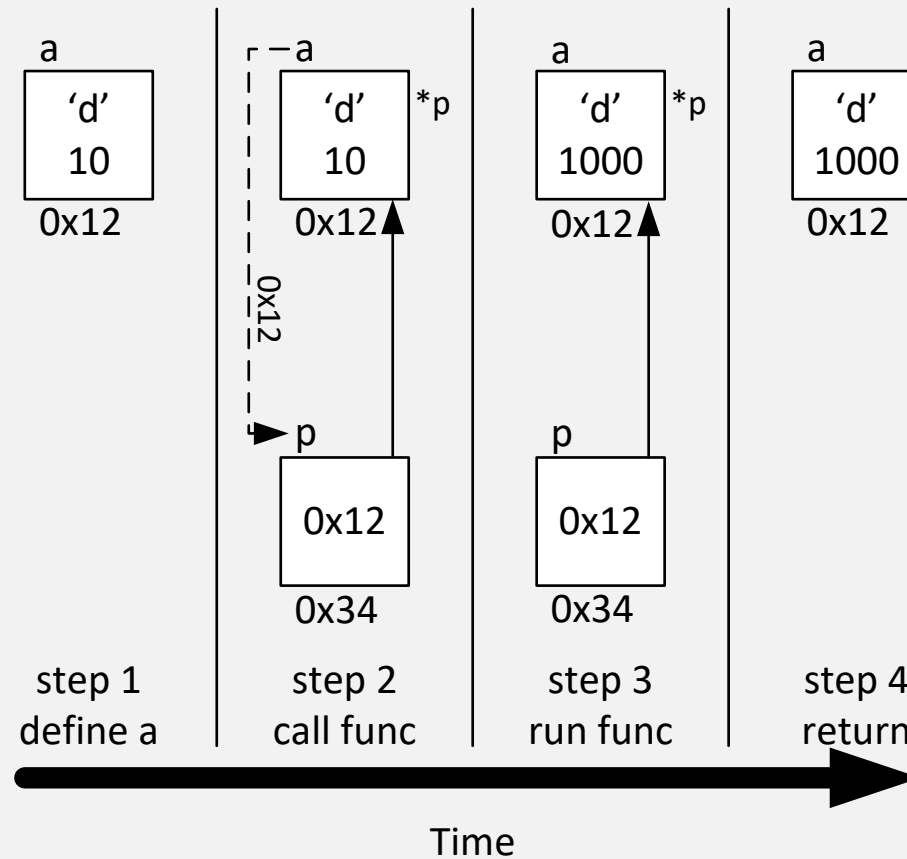 a
‘d’
10
0x12
a
‘d’
10
*p
0x12
0x12
p
0x12
0x34
a
‘d’
1000
*p
0x12
p
0x12
0x34
a
‘d’
1000
0x12
step 1
define a
step 2
call func
step 3
run func
step 4
return
Time